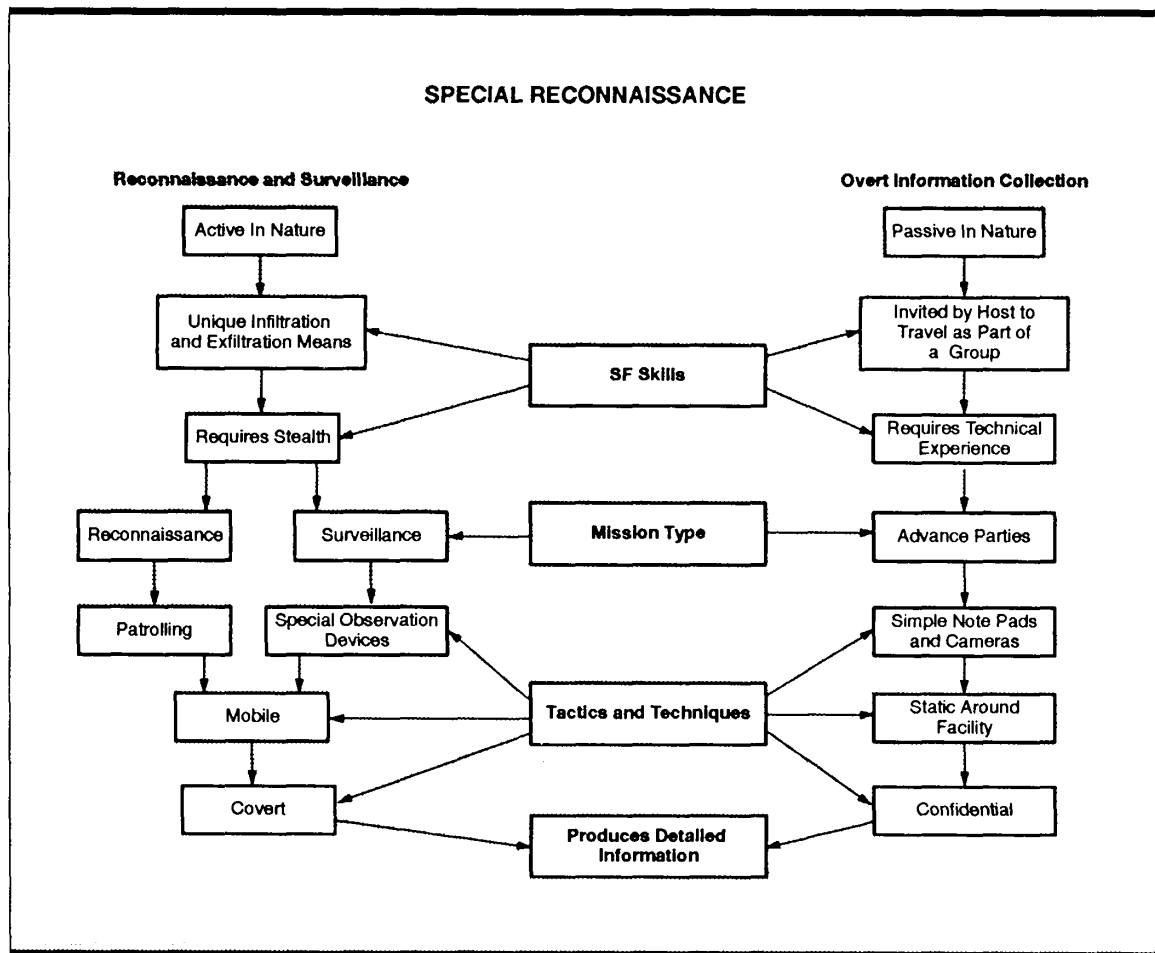 SPECIAL RECONNAISSANCE
Reconnaissance and Surveillance
Overt Information Collection
Active In Nature
Passive In Nature
Unique Infiltration
and Exfiltration Means
Invited by Host to
Travel as Part of
a Group
SF Skills
Requires Stealth
Requires Technical
Experience
Reconnaissance
Surveillance
Mission Type
Advance Parties
Patrolling
Special Observation
Devices
Simple Note Pads
and Cameras
Mobile
Tactics and Techniques
Static Around
Facility
Covert
Confidential
Produces Detailed
Information